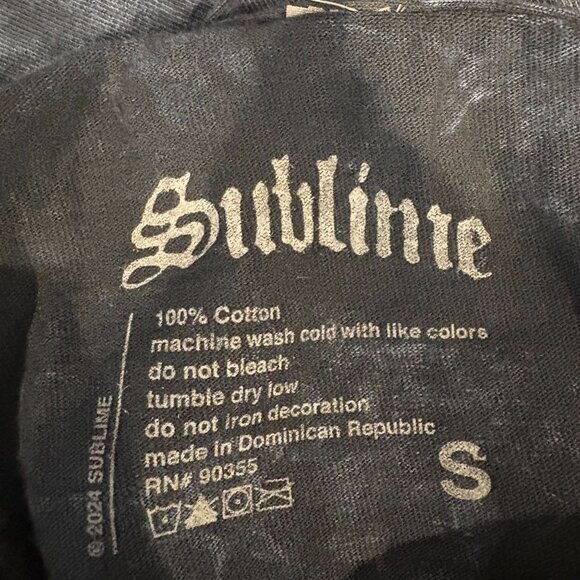 Sublime
100% Cotton
machine wash cold with like colors
do not bleach
tumble dry low
do not iron decoration
made in Dominican Republic
RN# 90355
S
© 2024 SUBLIME